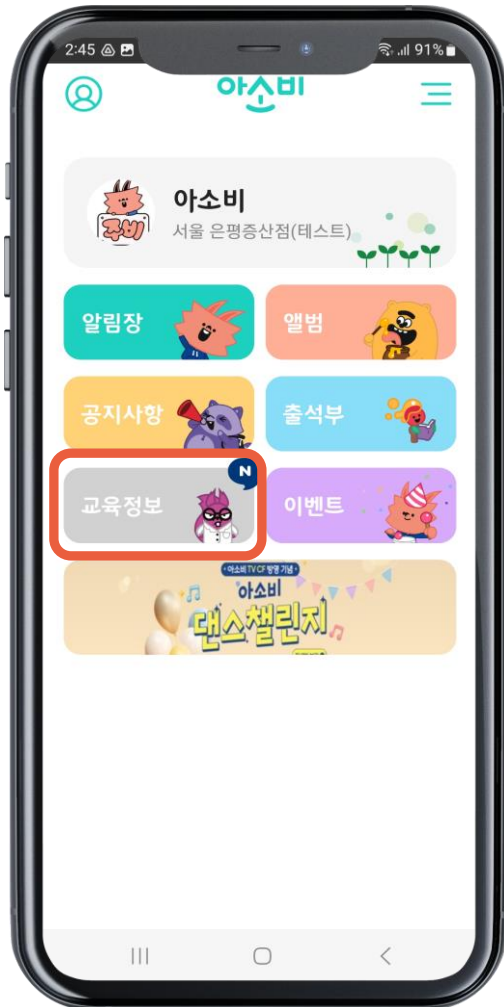 2:45
91%
아소비
주비
아소비
서울 은평증산점(테스트)
알림장
앨범
공지사항
출석부
교육정보
N
이벤트
•아소비 TV CF 방영 기념•
아소비
댄스챌린지